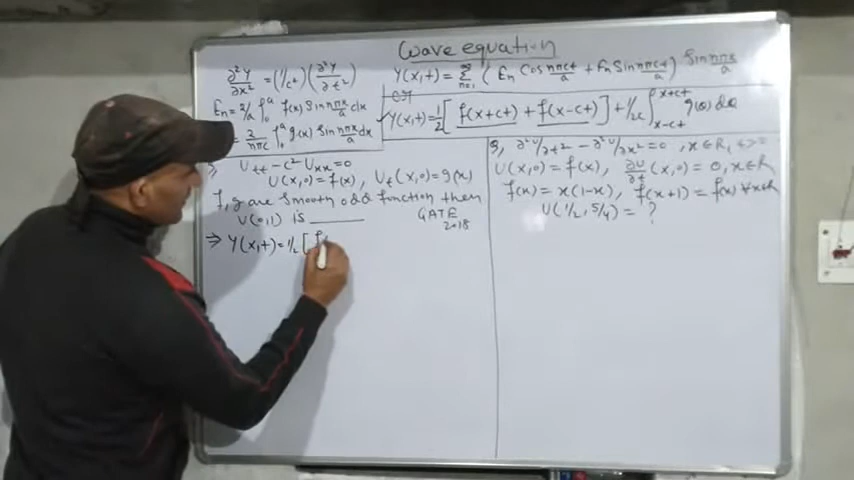 Wave equation
∂²Y/∂x² = (1/c²)(∂²Y/∂t²)
En = 2/a ∫₀ᵃ f(x) Sin nπx/a dx
2/nπc ∫₀ᵃ g(x) Sin nπx/a dx
Y(x,t) = Σ n=1 ∞ (En Cos nπct/a + Fn Sin nπct/a) Sin nπx/a
OR
Y(x,t) = 1/2 [f(x+ct) + f(x-ct)] + 1/2c ∫ x-ct x+ct g(θ) dθ
⇒ Utt - c² Uxx = 0
U(x,0) = f(x), Ut(x,0) = g(x)
f, g are smooth odd function then
U(0,1) is ____
GATE 2018
⇒ Y(x,t) = 1/2 [f
Q, ∂²U/∂t² - ∂²U/∂x² = 0, x∈R, t>=
U(x,0) = f(x), ∂U/∂t (x,0) = 0, x∈R
f(x) = x(1-x), f(x+1) = f(x) ∀x∈R
U(1/2, 5/4) = ?